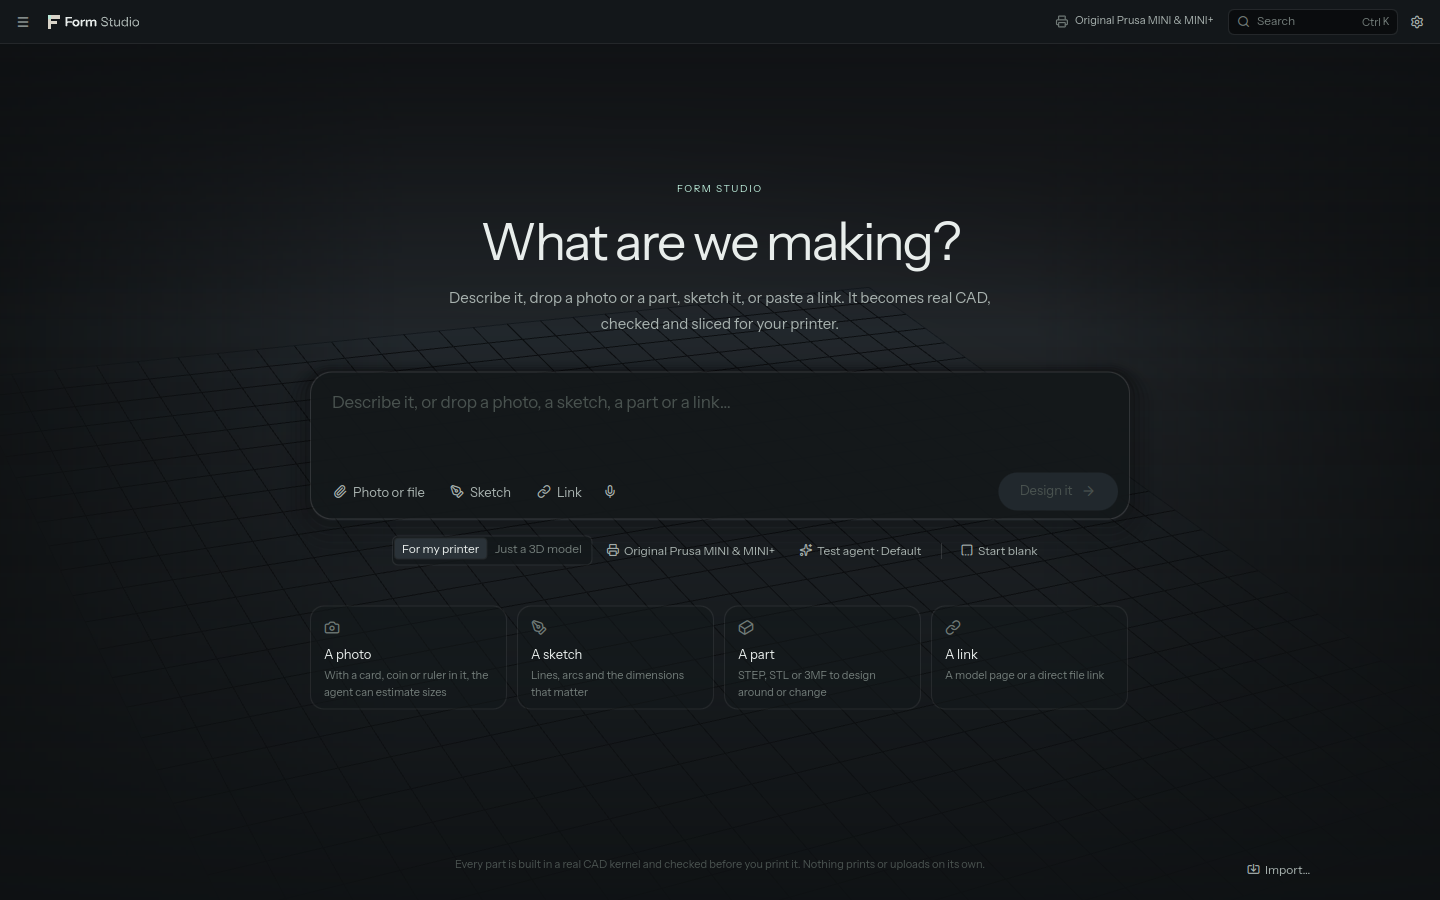 Form Studio
Original Prusa MINI & MINI+
Search
Ctrl K
FORM STUDIO
What are we making?
Describe it, drop a photo or a part, sketch it, or paste a link. It becomes real CAD,
checked and sliced for your printer.
Describe it, or drop a photo, a sketch, a part or a link...
Photo or file
Sketch
Link
Design it
For my printer
Just a 3D model
Original Prusa MINI & MINI+
Test agent · Default
Start blank
A photo
With a card, coin or ruler in it, the
agent can estimate sizes
A sketch
Lines, arcs and the dimensions
that matter
A part
STEP, STL or 3MF to design
around or change
A link
A model page or a direct file link
Every part is built in a real CAD kernel and checked before you print it. Nothing prints or uploads on its own.
Import...